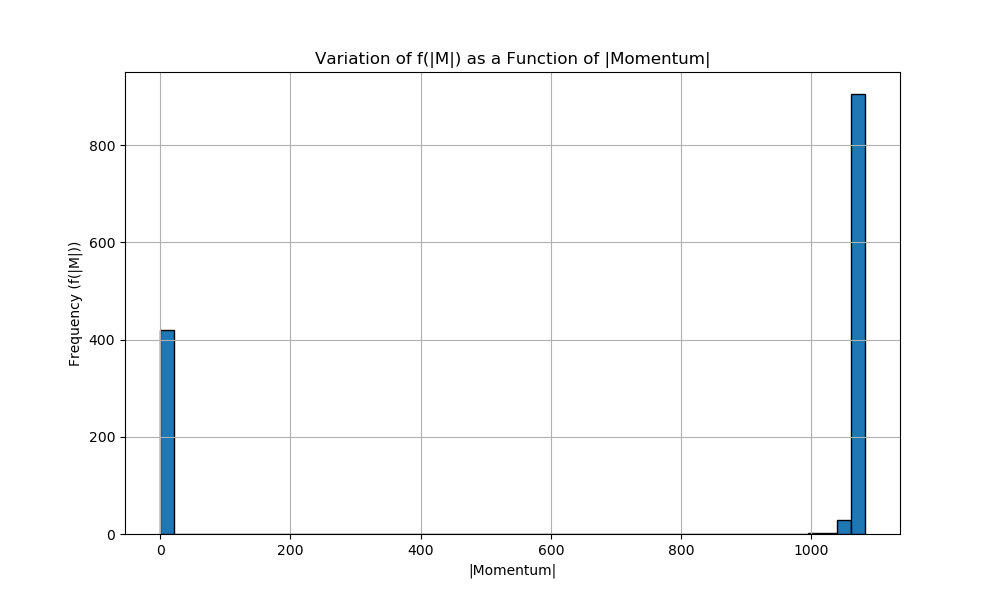 Variation of f(|M|) as a Function of |Momentum|
Frequency (f(|M|))
800
600
400
200
0
0 200 400 600 800 1000
|Momentum|